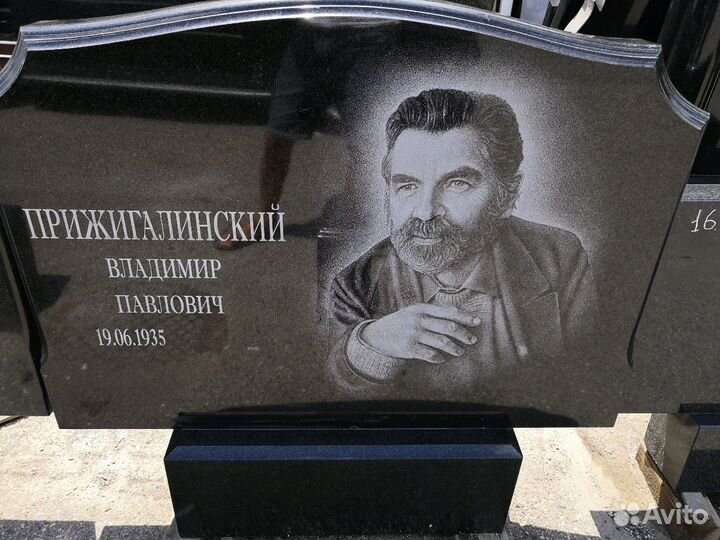 ПРИЖИГАЛИНСКИЙ
ВЛАДИМИР
ПАВЛОВИЧ
19.06.1935
16.
Avito